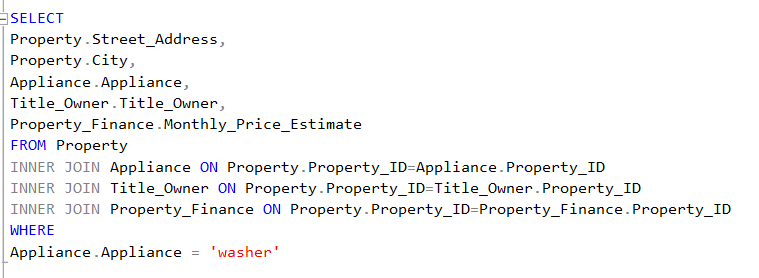 SELECT
Property.Street_Address,
Property.City,
Appliance.Appliance,
Title_Owner.Title_Owner,
Property_Finance.Monthly_Price_Estimate
FROM Property
INNER JOIN Appliance ON Property.Property_ID=Appliance.Property_ID
INNER JOIN Title_Owner ON Property.Property_ID=Title_Owner.Property_ID
INNER JOIN Property_Finance ON Property.Property_ID=Property_Finance.Property_ID
WHERE
Appliance.Appliance = 'washer'